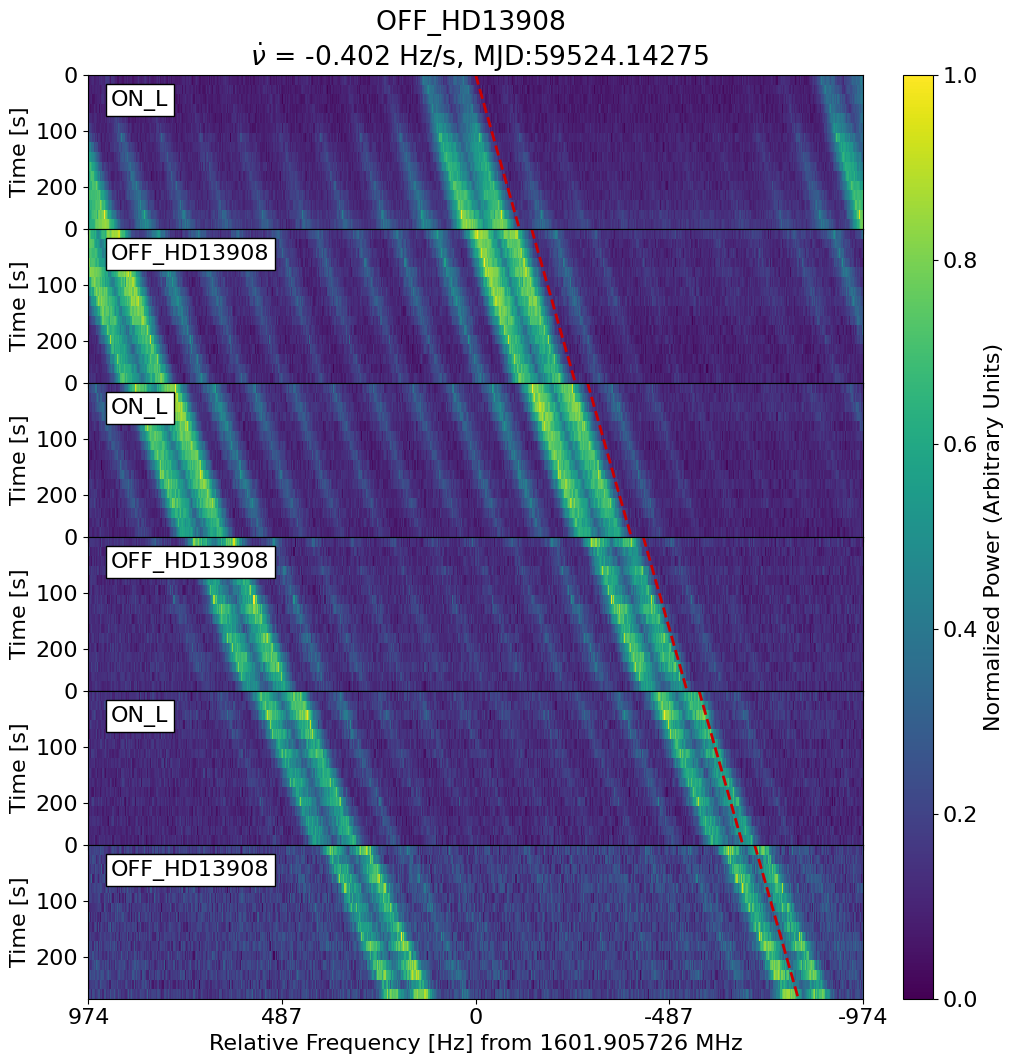 OFF_HD13908
ν̇ = -0.402 Hz/s, MJD:59524.14275
0
100
200
Time [s]
ON_L
0
100
200
Time [s]
OFF_HD13908
0
100
200
Time [s]
ON_L
0
100
200
Time [s]
OFF_HD13908
0
100
200
Time [s]
ON_L
0
100
200
Time [s]
OFF_HD13908
974
487
0
-487
-974
Relative Frequency [Hz] from 1601.905726 MHz
1.0
0.8
0.6
0.4
0.2
0.0
Normalized Power (Arbitrary Units)